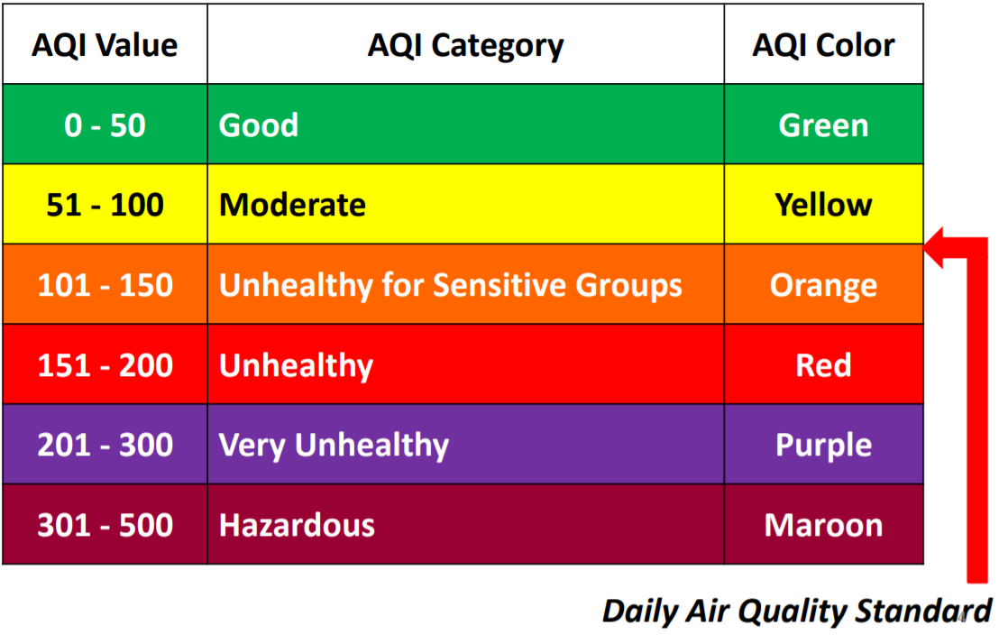 AQI Value AQI Category AQI Color
0 - 50 Good Green
51 - 100 Moderate Yellow
101 - 150 Unhealthy for Sensitive Groups Orange
151 - 200 Unhealthy Red
201 - 300 Very Unhealthy Purple
301 - 500 Hazardous Maroon
Daily Air Quality Standard